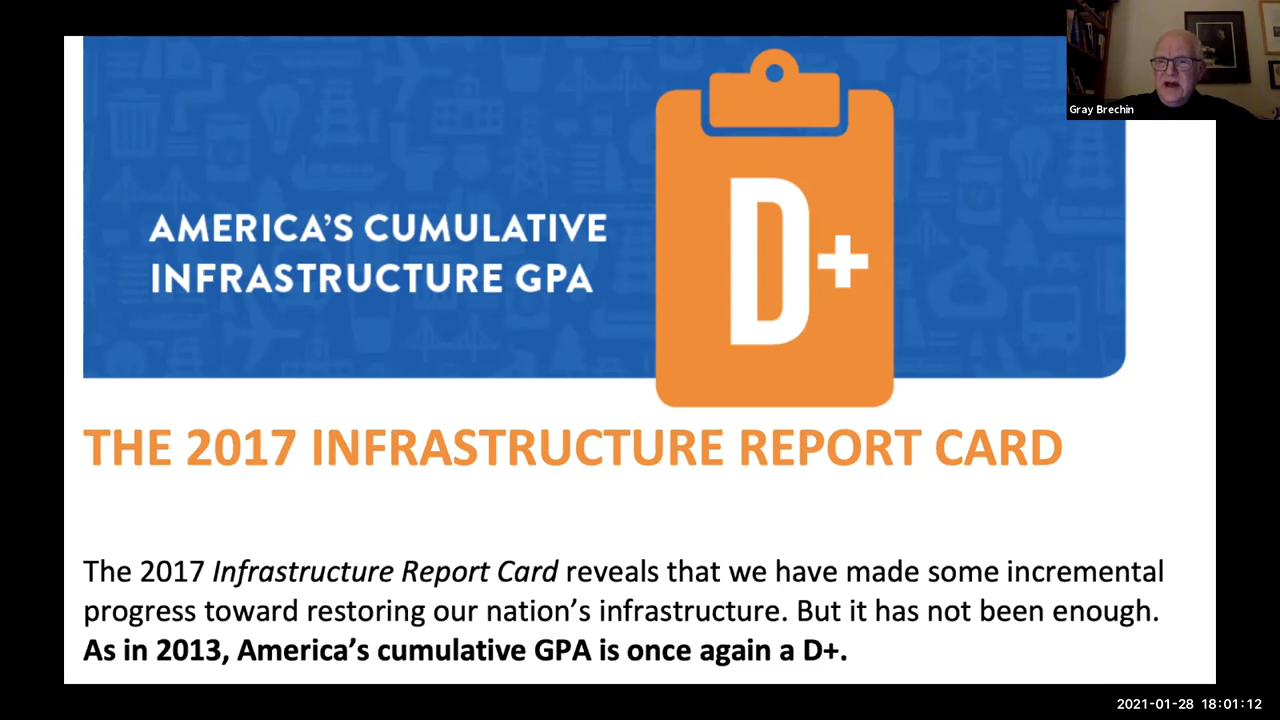 Gray Brechin
AMERICA'S CUMULATIVE
INFRASTRUCTURE GPA
D+
THE 2017 INFRASTRUCTURE REPORT CARD
The 2017 Infrastructure Report Card reveals that we have made some incremental
progress toward restoring our nation's infrastructure. But it has not been enough.
As in 2013, America's cumulative GPA is once again a D+.
2021-01-28 18:01:12